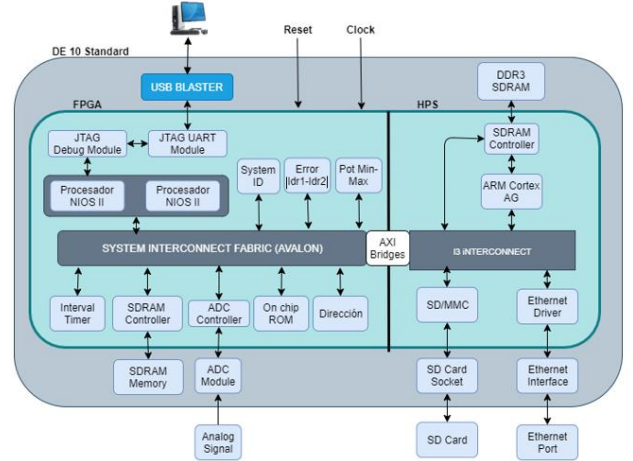 Reset
Clock
DE 10 Standard
USB BLASTER
DDR3
SDRAM
FPGA
HPS
JTAG
Debug Module
JTAG UART
Module
SDRAM
Controller
System
ID
Error
|Idr1-Idr2|
Pot Min-
Max
Procesador
NIOS II
Procesador
NIOS II
ARM Cortex
AG
SYSTEM INTERCONNECT FABRIC (AVALON)
AXI
Bridges
I3 iNTERCONNECT
Interval
Timer
SDRAM
Controller
ADC
Controller
On chip
ROM
Dirección
SD/MMC
Ethernet
Driver
SDRAM
Memory
ADC
Module
SD Card
Socket
Ethernet
Interface
Analog
Signal
SD Card
Ethernet
Port